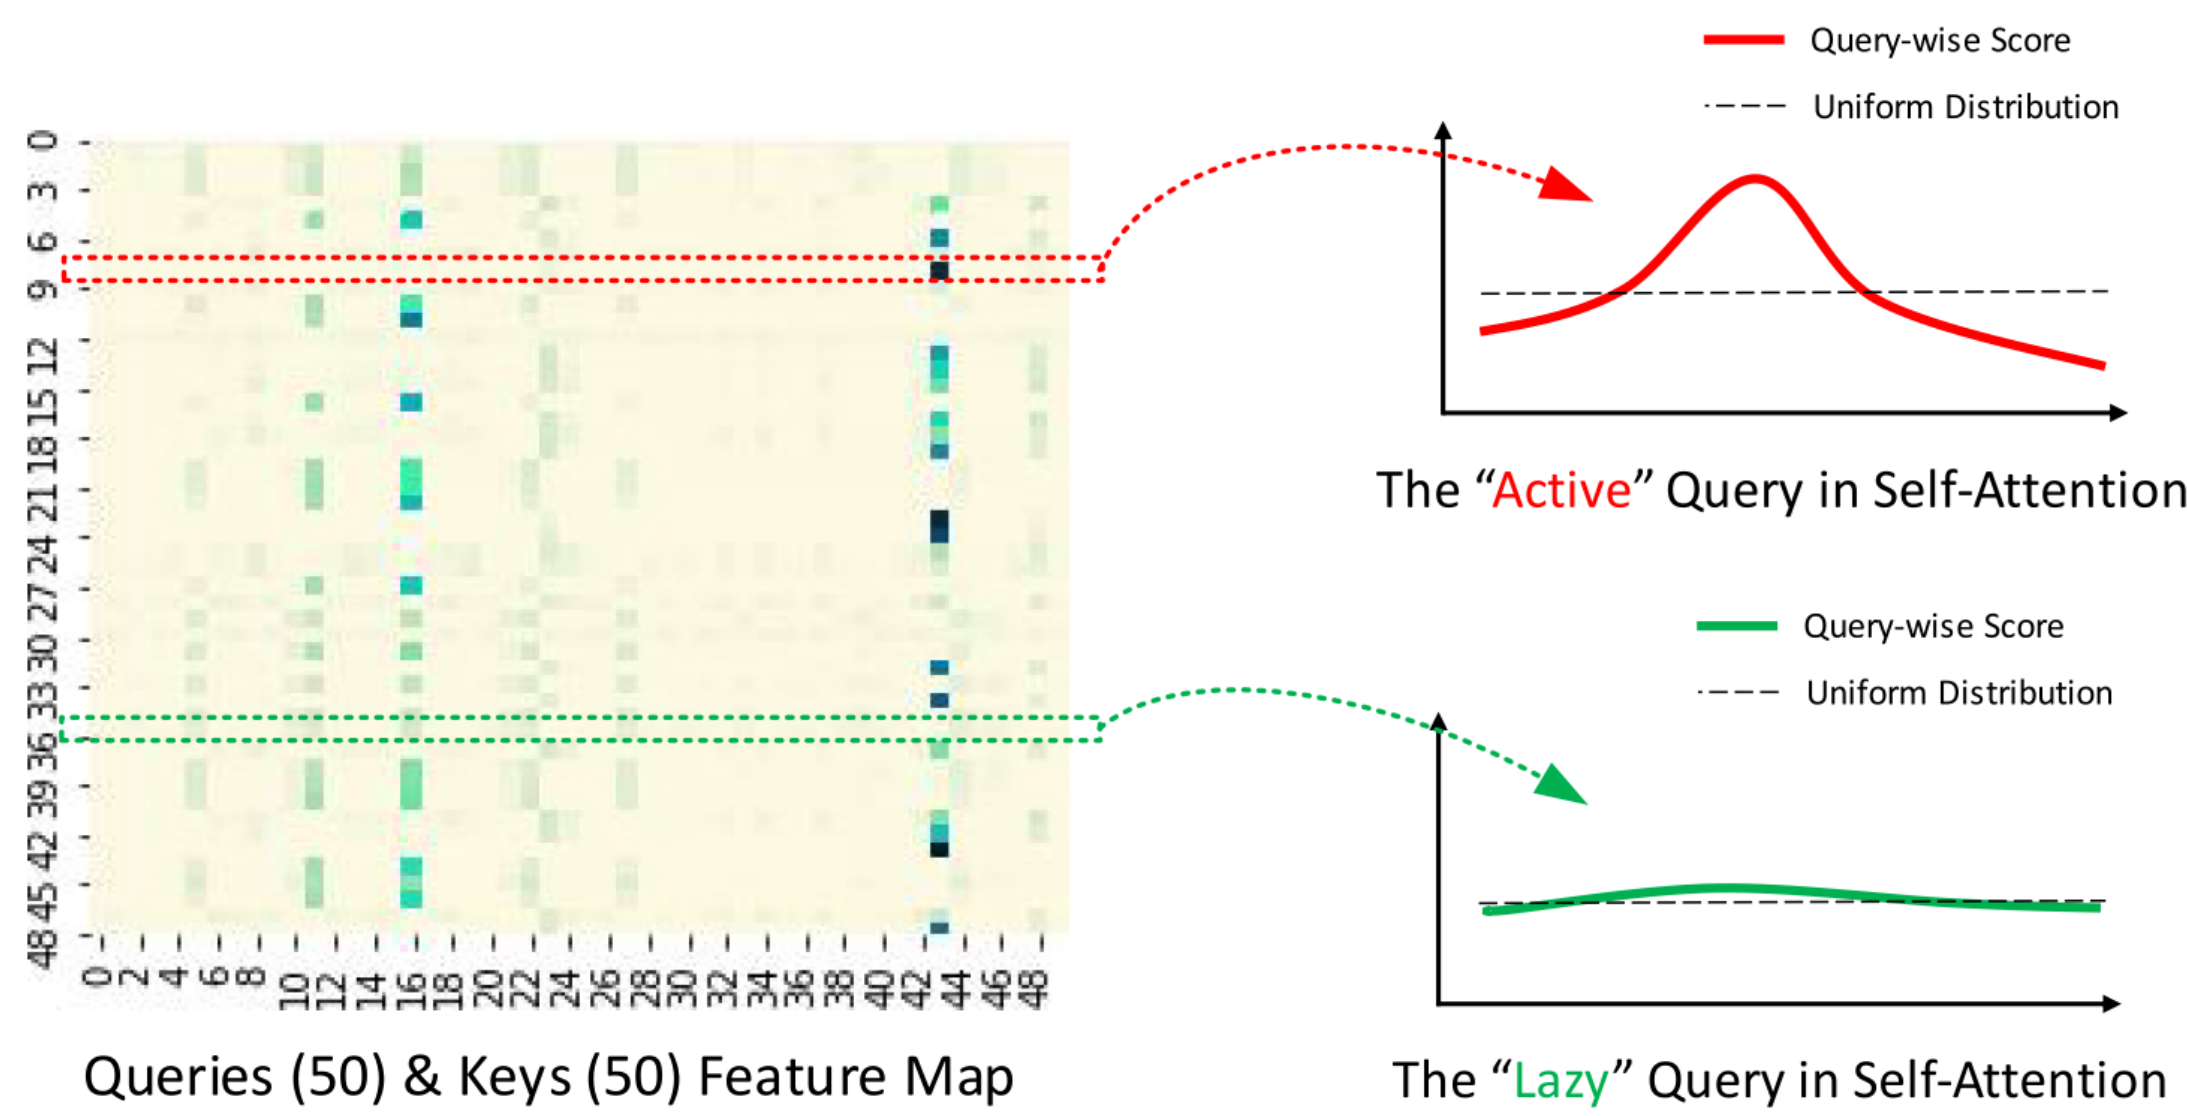 Query-wise Score
Uniform Distribution
0
3
6
9
12
15
18
21
24
27
30
33
36
39
42
45
48
0 2 4 6 8 10 12 14 16 18 20 22 24 26 28 30 32 34 36 38 40 42 44 46 48
Queries (50) & Keys (50) Feature Map
The “Active” Query in Self-Attention
Query-wise Score
Uniform Distribution
The “Lazy” Query in Self-Attention